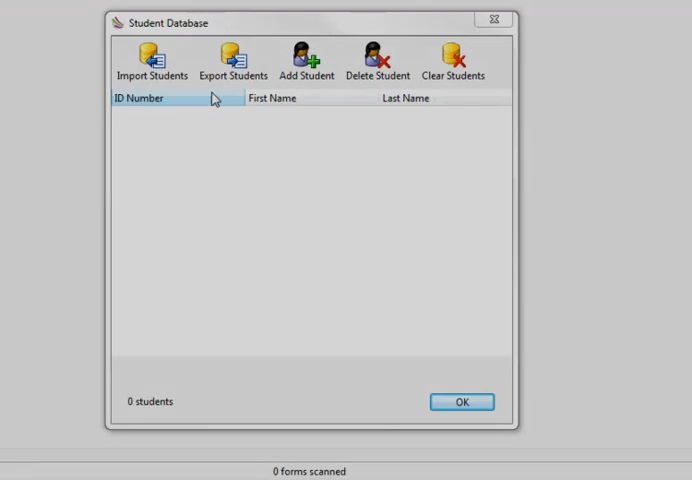 Student Database
Import Students Export Students Add Student Delete Student Clear Students
ID Number First Name Last Name
0 students OK
0 forms scanned